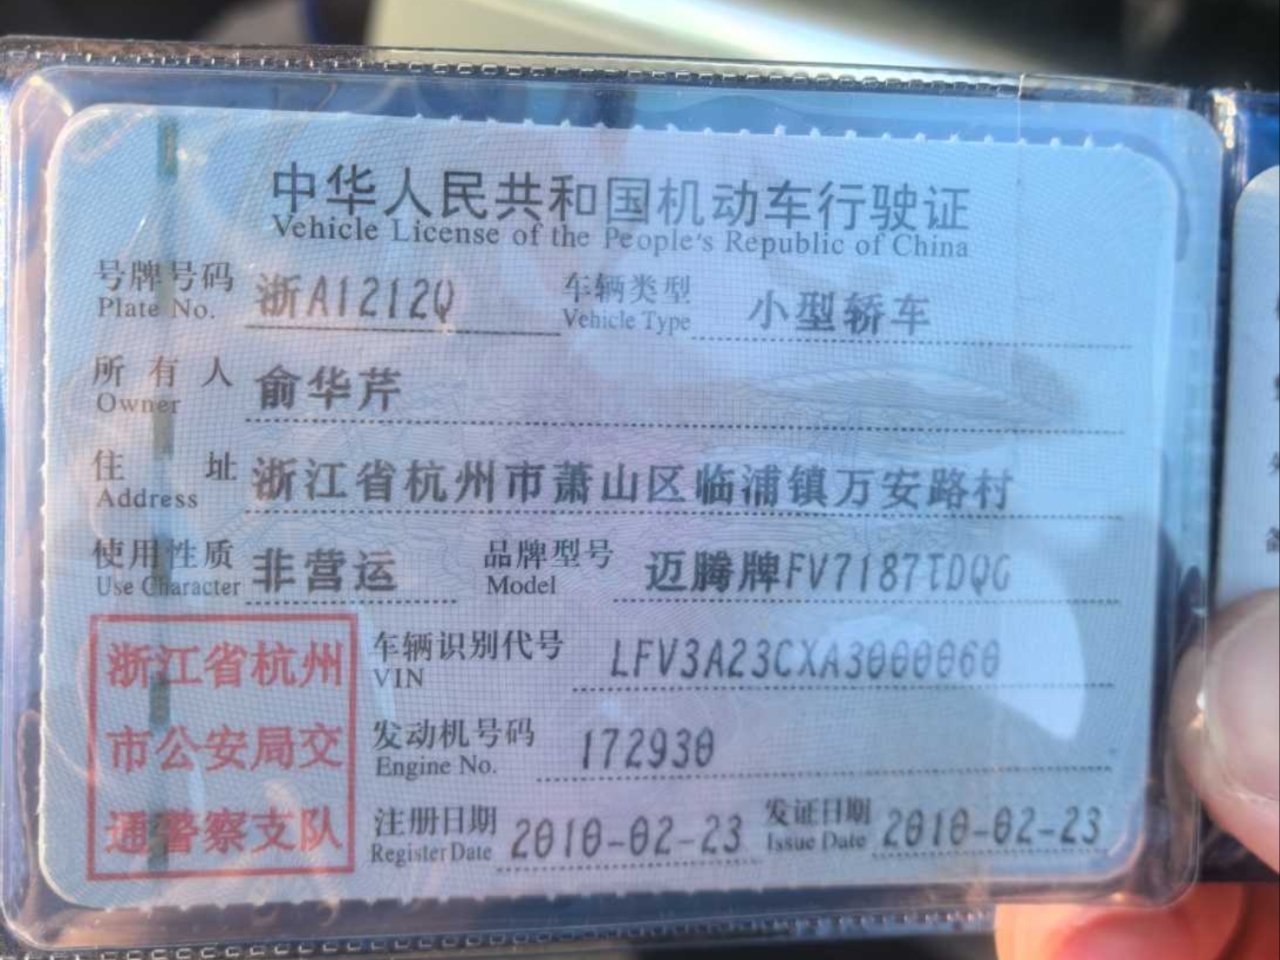 中华人民共和国机动车行驶证
Vehicle License of the People's Republic of China
号牌号码 浙A1212Q 车辆类型 小型轿车
Plate No. Vehicle Type
所有人 俞华芹
Owner
住址 浙江省杭州市萧山区临浦镇万安路村
Address
使用性质 非营运 品牌型号 迈腾牌FV7187TDQG
Use Character Model
浙江省杭州
市公安局交
通警察支队
车辆识别代号 LFV3A23CXA3000060
VIN
发动机号码 172930
Engine No.
注册日期 2010-02-23 发证日期 2010-02-23
Register Date Issue Date